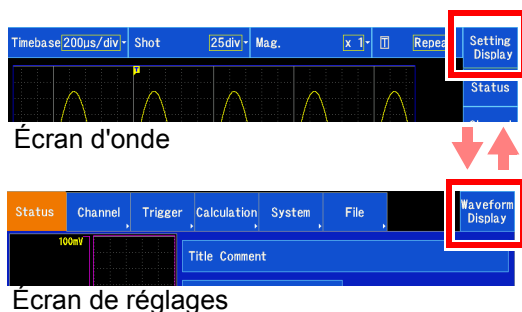 Timebase 200µs/div Shot 25div Mag. x 1 T
Setting
Display
T
Status
Écran d'onde
Status Channel Trigger Calculation System File
Waveform
Display
100mV
Title Comment
Écran de réglages